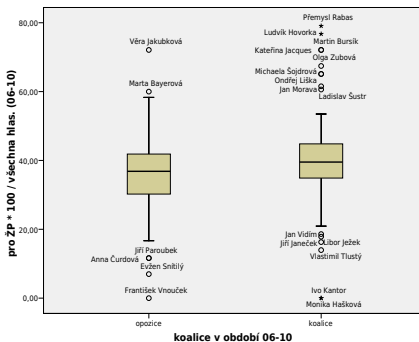 pro ŽP * 100 / všechna hlas. (06-10)
80,00
60,00
40,00
20,00
0,00
Věra Jakubková
Marta Bayerová
Jiří Paroubek
Anna Čurdová
Evžen Snítilý
František Vnouček
Přemysl Rabas
Ludvík Hovorka
Martin Bursík
Kateřina Jacques
Olga Zubová
Michaela Šojdrová
Ondřej Liška
Jan Morava
Ladislav Šustr
Jan Vidím
Jiří Janeček
Libor Ježek
Vlastimil Tlustý
Ivo Kantor
Monika Hašková
opozice
koalice
koalice v období 06-10